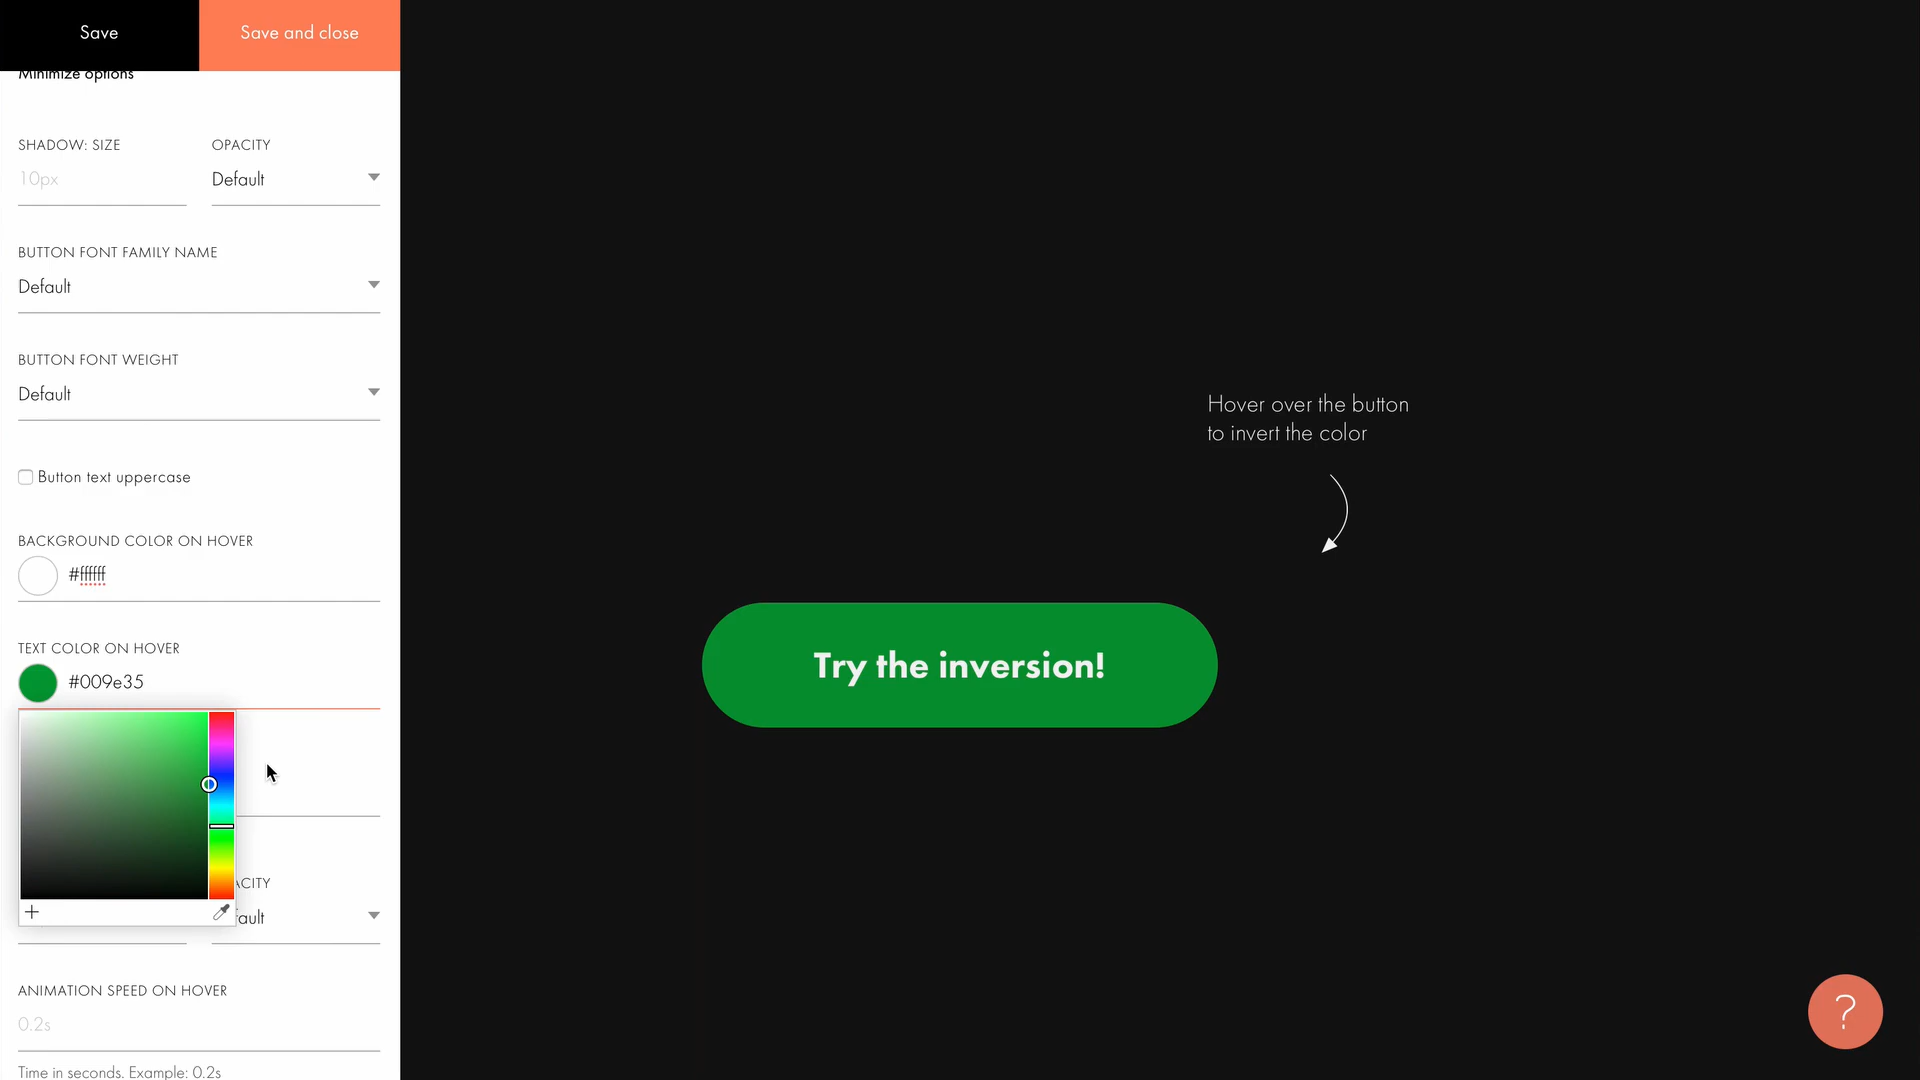 Save
Save and close
Minimize options
SHADOW: SIZE
OPACITY
10px
Default
BUTTON FONT FAMILY NAME
Default
BUTTON FONT WEIGHT
Default
Button text uppercase
BACKGROUND COLOR ON HOVER
#ffffff
TEXT COLOR ON HOVER
#009e35
ACITY
fault
ANIMATION SPEED ON HOVER
0.2s
Time in seconds. Example: 0.2s
Hover over the button
to invert the color
Try the inversion!
?